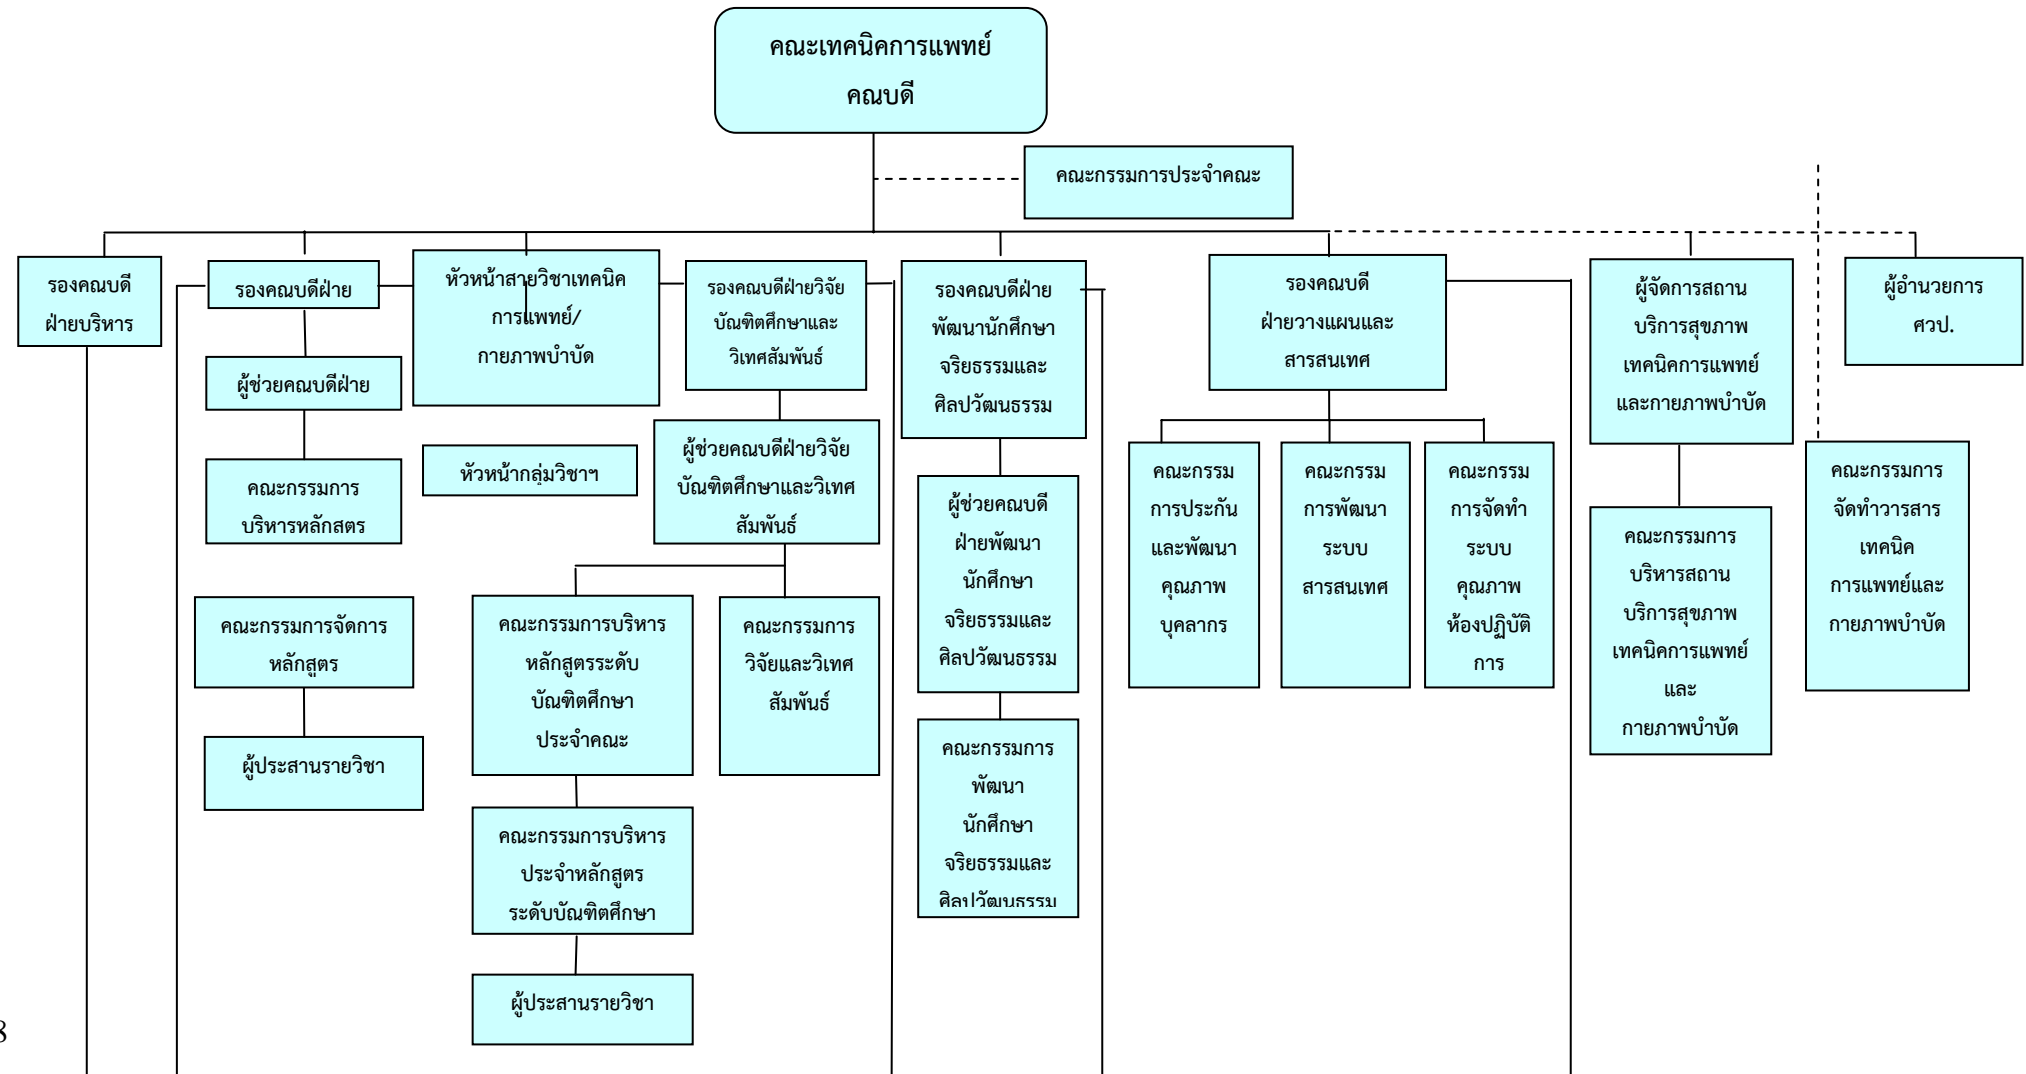 คณะเทคนิคการแพทย์
คณบดี
คณะกรรมการประจำคณะ
รองคณบดี
ฝ่ายบริหาร
รองคณบดีฝ่าย
ผู้ช่วยคณบดีฝ่าย
คณะกรรมการ
บริหารหลักสตร
คณะกรรมการจัดการ
หลักสูตร
ผู้ประสานรายวิชา
หัวหน้าสายวิชาเทคนิค
การแพทย์/
กายภาพบำบัด
หัวหน้ากลุ่มวิชาฯ
รองคณบดีฝ่ายวิจัย
บัณฑิตศึกษาและ
วิเทศสัมพันธ์
ผู้ช่วยคณบดีฝ่ายวิจัย
บัณฑิตศึกษาและวิเทศ
สัมพันธ์
คณะกรรมการบริหาร
หลักสูตรระดับ
บัณฑิตศึกษา
ประจำคณะ
คณะกรรมการบริหาร
ประจำหลักสูตร
ระดับบัณฑิตศึกษา
ผู้ประสานรายวิชา
คณะกรรมการ
วิจัยและวิเทศ
สัมพันธ์
รองคณบดีฝ่าย
พัฒนานักศึกษา
จริยธรรมและ
ศิลปวัฒนธรรม
ผู้ช่วยคณบดี
ฝ่ายพัฒนา
นักศึกษา
จริยธรรมและ
ศิลปวัฒนธรรม
คณะกรรมการ
พัฒนา
นักศึกษา
จริยธรรมและ
ศิลปวัฒนธรรม
รองคณบดี
ฝ่ายวางแผนและ
สารสนเทศ
คณะกรรม
การประกัน
และพัฒนา
คุณภาพ
บุคลากร
คณะกรรม
การพัฒนา
ระบบ
สารสนเทศ
คณะกรรม
การจัดทำ
ระบบ
คุณภาพ
ห้องปฏิบัติ
การ
ผู้จัดการสถาน
บริการสุขภาพ
เทคนิคการแพทย์
และกายภาพบำบัด
คณะกรรมการ
บริหารสถาน
บริการสุขภาพ
เทคนิคการแพทย์
และ
กายภาพบำบัด
ผู้อำนวยการ
ศวป.
คณะกรรมการ
จัดทำวารสาร
เทคนิค
การแพทย์และ
กายภาพบำบัด
8